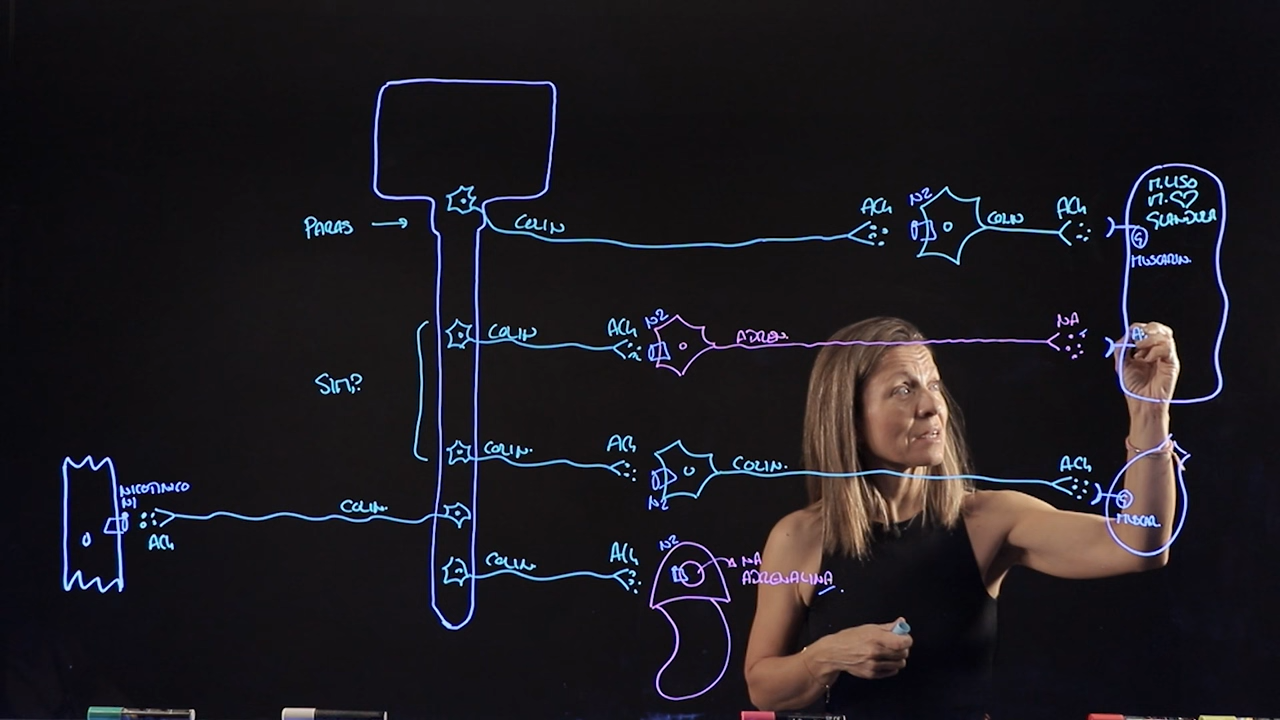 PARAS →
COLIN
ACh
N2
COLIN
ACh
M.LISO
M.♡
GLANDULA
G
MUSCARIN.
SIM?
COLIN
ACh
N2
ADREN.
NA
COLIN.
ACh
N2
COLIN.
ACh
G
MUSCAR
NICOTINICO
N1
ACh
COLIN.
COLIN
ACh
N2
NA
ADRENALINA.